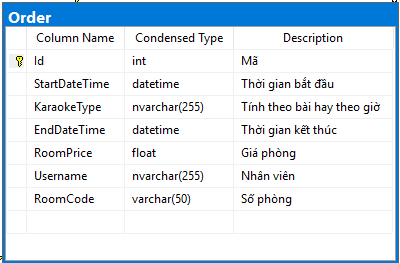 Order
Column Name Condensed Type Description
Id int Mã
StartDateTime datetime Thời gian bắt đầu
KaraokeType nvarchar(255) Tính theo bài hay theo giờ
EndDateTime datetime Thời gian kết thúc
RoomPrice float Giá phòng
Username nvarchar(255) Nhân viên
RoomCode varchar(50) Số phòng